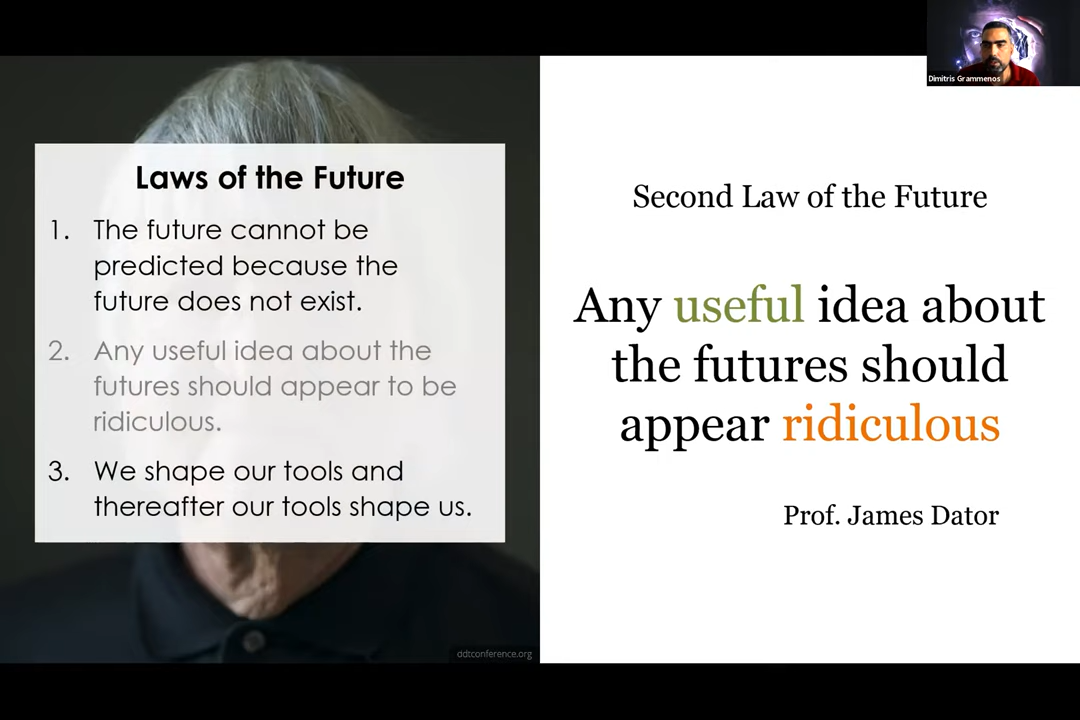 Dimitris Grammenos
Laws of the Future
1. The future cannot be
predicted because the
future does not exist.
2. Any useful idea about the
futures should appear to be
ridiculous.
3. We shape our tools and
thereafter our tools shape us.
ddtconference.org
Second Law of the Future
Any useful idea about
the futures should
appear ridiculous
Prof. James Dator